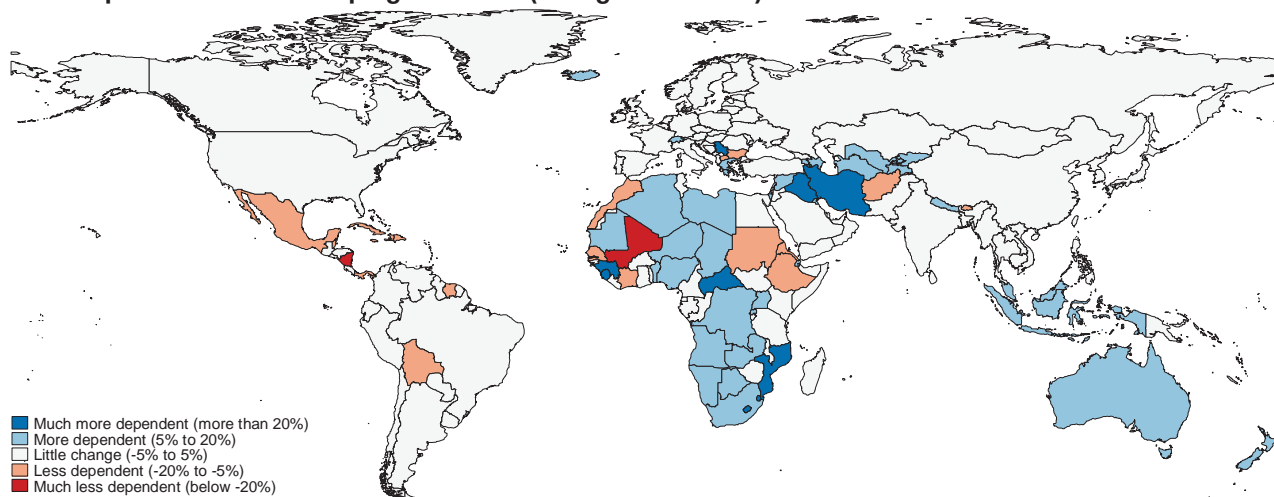 Much more dependent (more than 20%)
More dependent (5% to 20%)
Little change (-5% to 5%)
Less dependent (-20% to -5%)
Much less dependent (below -20%)